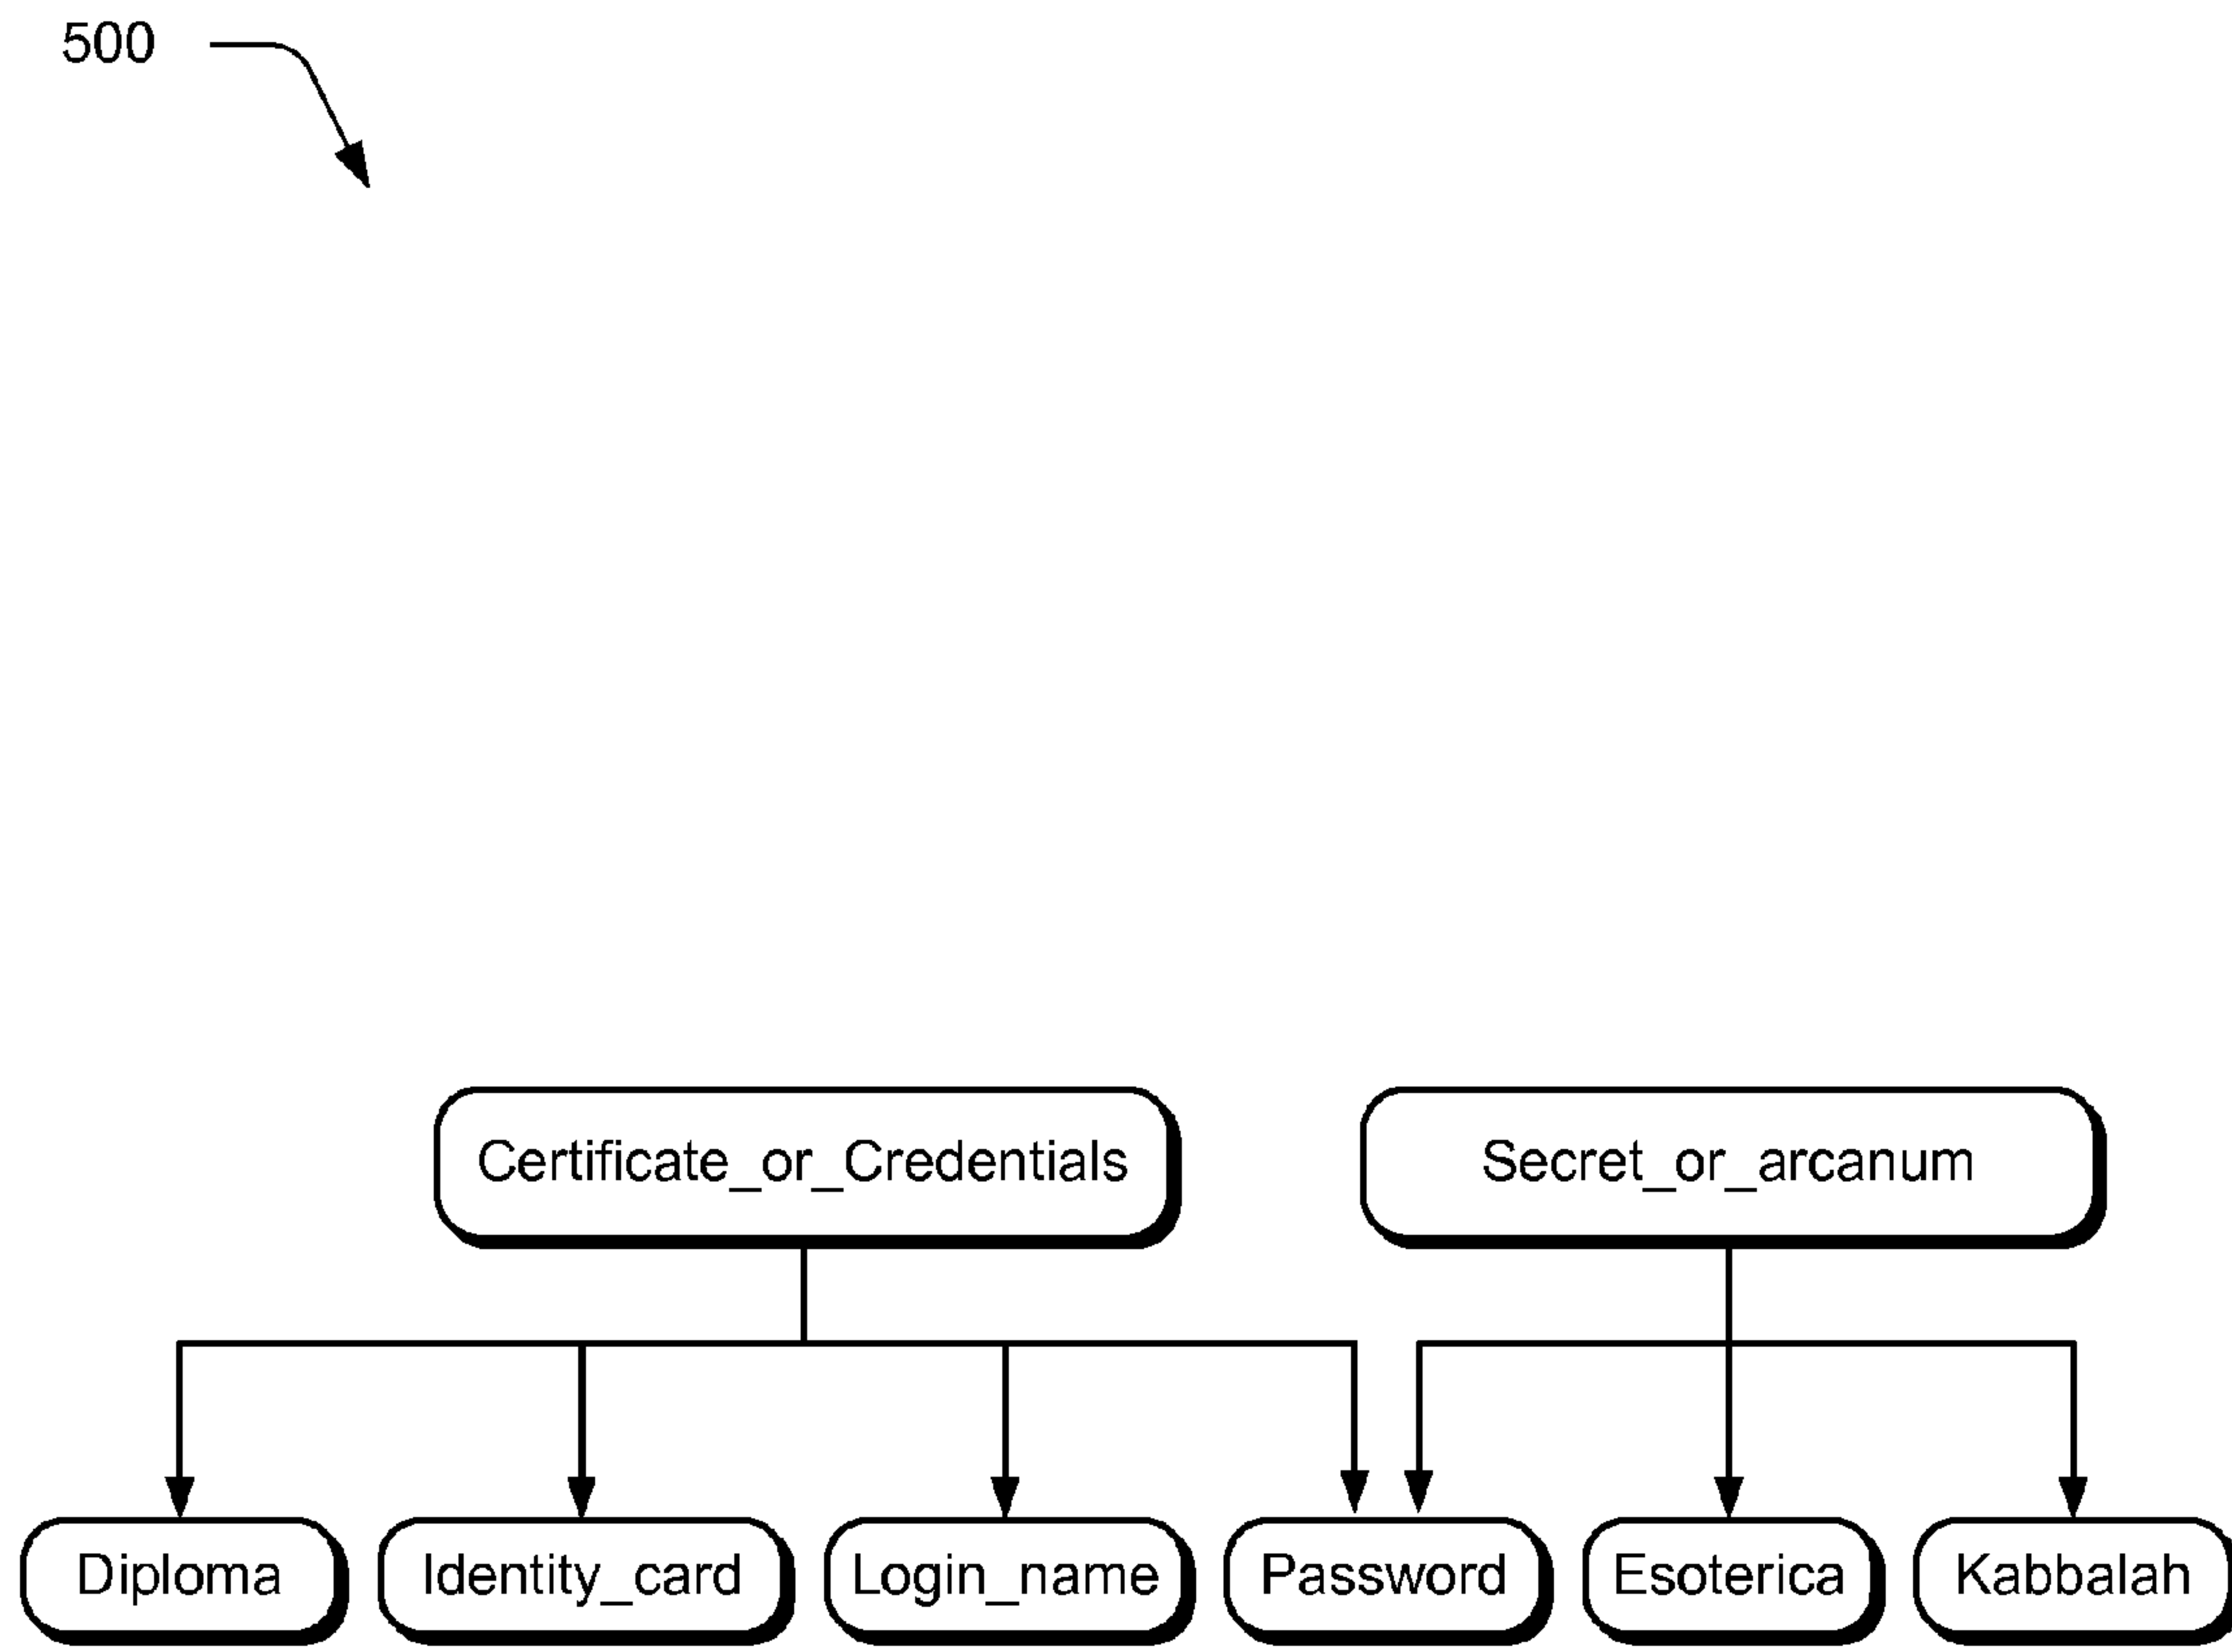 500
Certificate_or_Credentials
Secret_or_arcanum
Diploma
Identity_card
Login_name
Password
Esoterica
Kabbalah